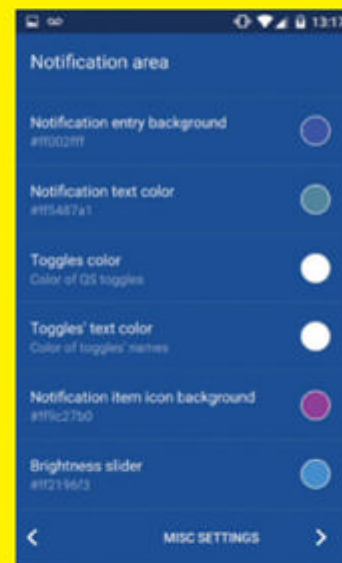 13:17
Notification area
Notification entry background
#ff002fff
Notification text color
#ff5487a1
Toggles color
Color of QS toggles
Toggles' text color
Color of toggles' names
Notification item icon background
#ff9c27b0
Brightness slider
#ff2196f3
MISC SETTINGS